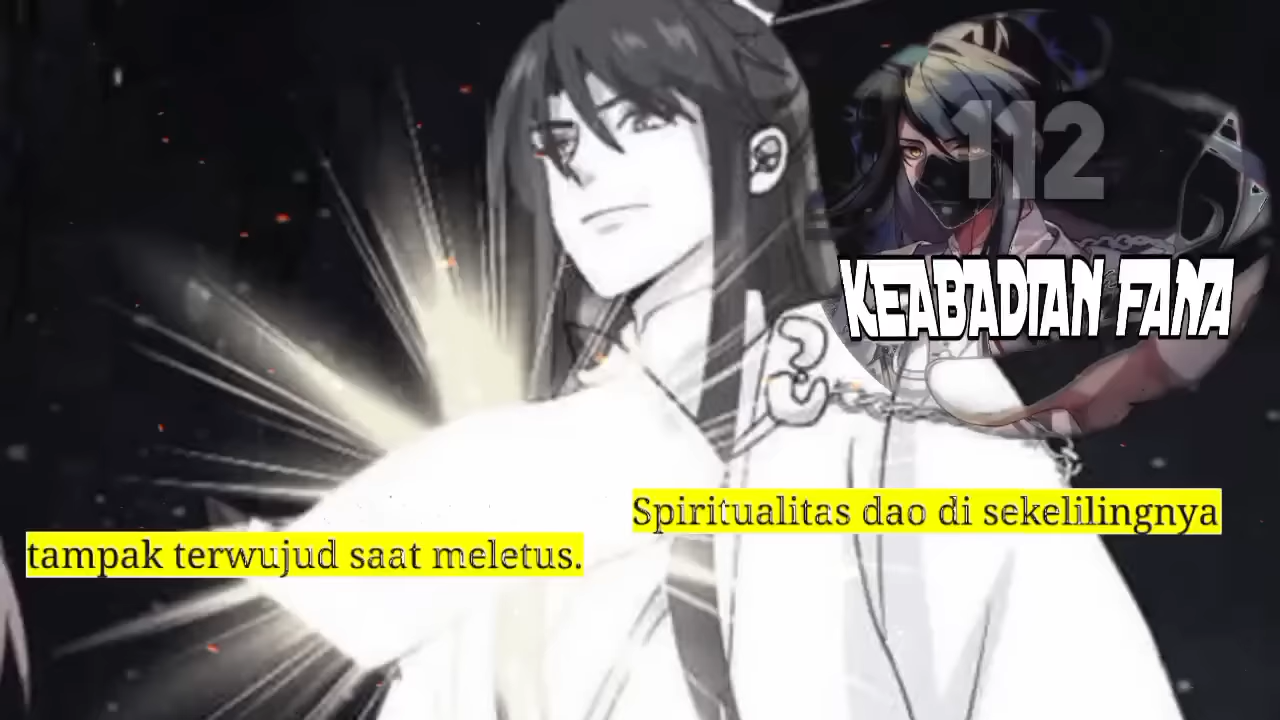 112
KEABADIAN FANA
Spiritualitas dao di sekelilingnya
tampak terwujud saat meletus.